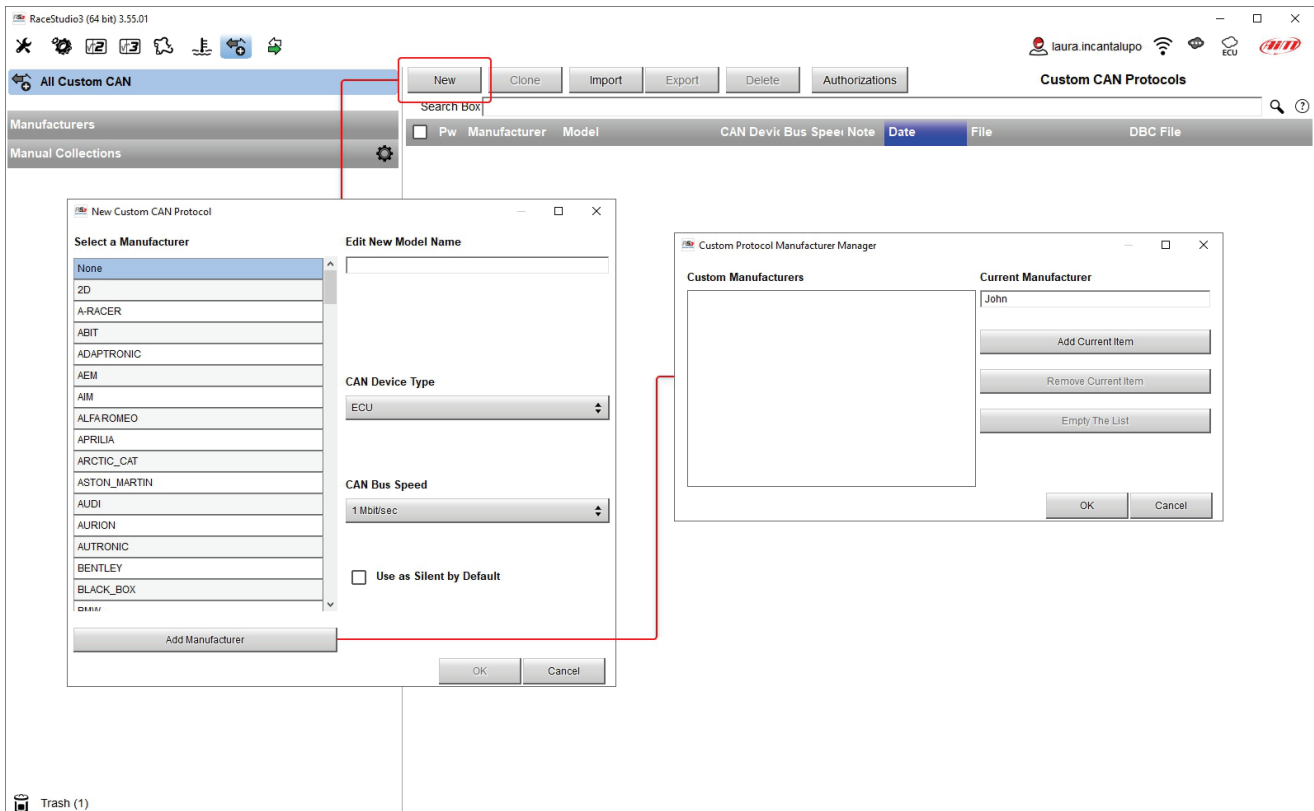 RaceStudio3 (64 bit) 3.55.01
laura.incantalupo
ECU
All Custom CAN
New Clone Import Export Delete Authorizations Custom CAN Protocols
Search Box
Manufacturers
Pw Manufacturer Model CAN Devic Bus Speei Note Date File DBC File
Manual Collections
New Custom CAN Protocol
Select a Manufacturer
Edit New Model Name
None
2D
A-RACER
ABIT
ADAPTRONIC
AEM
AIM
ALFAROMEO
APRILIA
ARCTIC_CAT
ASTON_MARTIN
AUDI
AURION
AUTRONIC
BENTLEY
BLACK_BOX
BMW
CAN Device Type
ECU
CAN Bus Speed
1 Mbit/sec
Use as Silent by Default
Add Manufacturer
OK Cancel
Custom Protocol Manufacturer Manager
Custom Manufacturers
Current Manufacturer
John
Add Current Item
Remove Current Item
Empty The List
OK Cancel
Trash (1)